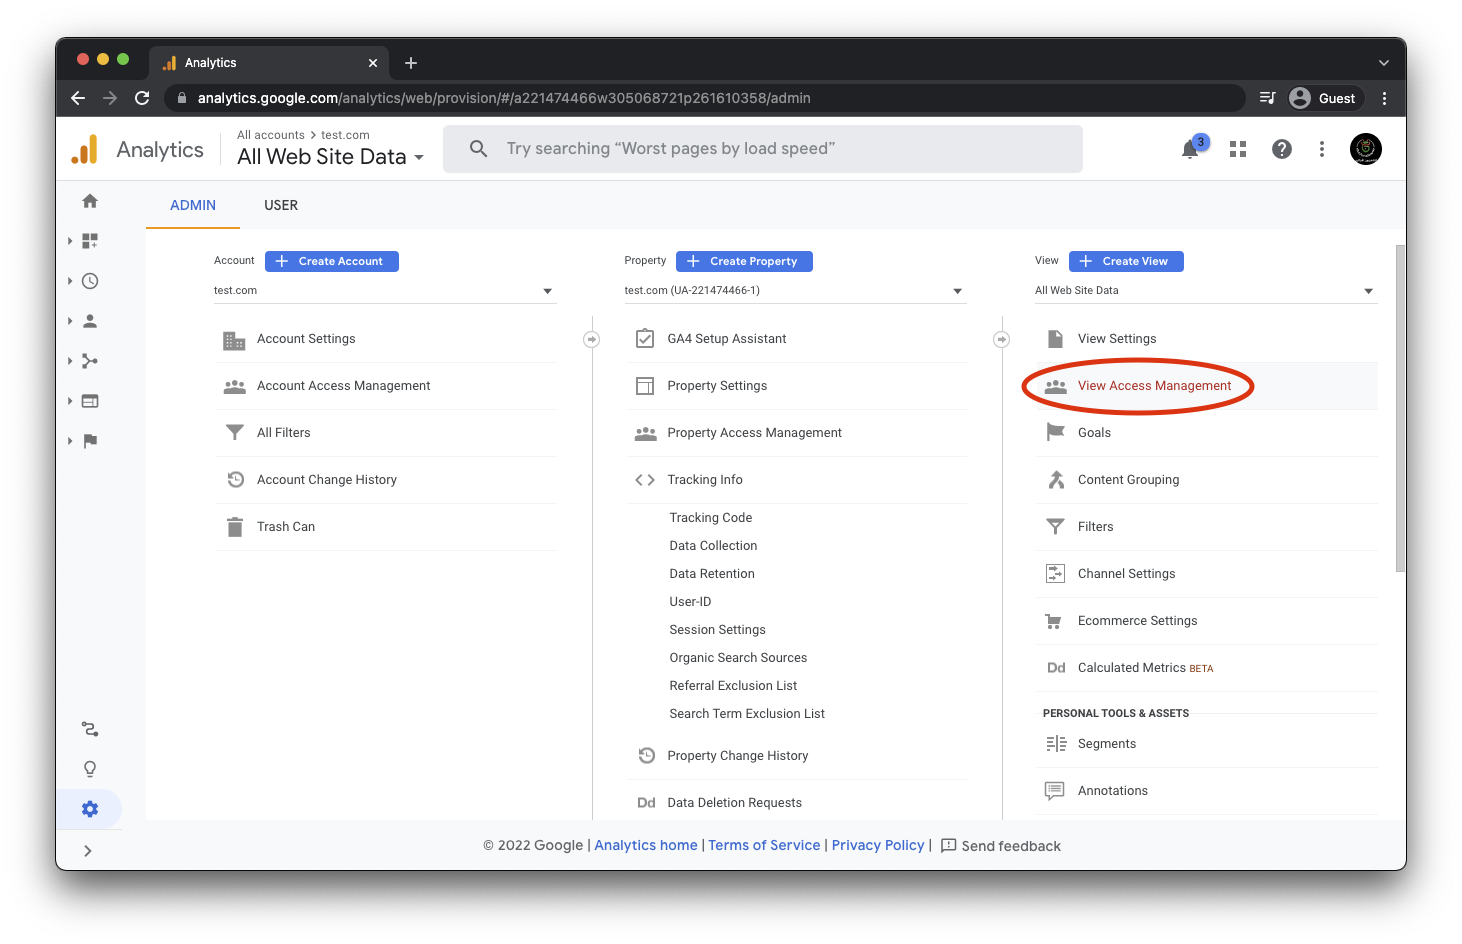 Analytics
analytics.google.com/analytics/web/provision/#/a221474466w305068721p261610358/admin
Guest
Analytics
All accounts > test.com
All Web Site Data
Try searching “Worst pages by load speed”
3
ADMIN
USER
Account
+ Create Account
test.com
Account Settings
Account Access Management
All Filters
Account Change History
Trash Can
Property
+ Create Property
test.com (UA-221474466-1)
GA4 Setup Assistant
Property Settings
Property Access Management
Tracking Info
Tracking Code
Data Collection
Data Retention
User-ID
Session Settings
Organic Search Sources
Referral Exclusion List
Search Term Exclusion List
Property Change History
Dd Data Deletion Requests
View
+ Create View
All Web Site Data
View Settings
View Access Management
Goals
Content Grouping
Filters
Channel Settings
Ecommerce Settings
Dd Calculated Metrics BETA
PERSONAL TOOLS & ASSETS
Segments
Annotations
© 2022 Google | Analytics home | Terms of Service | Privacy Policy | Send feedback